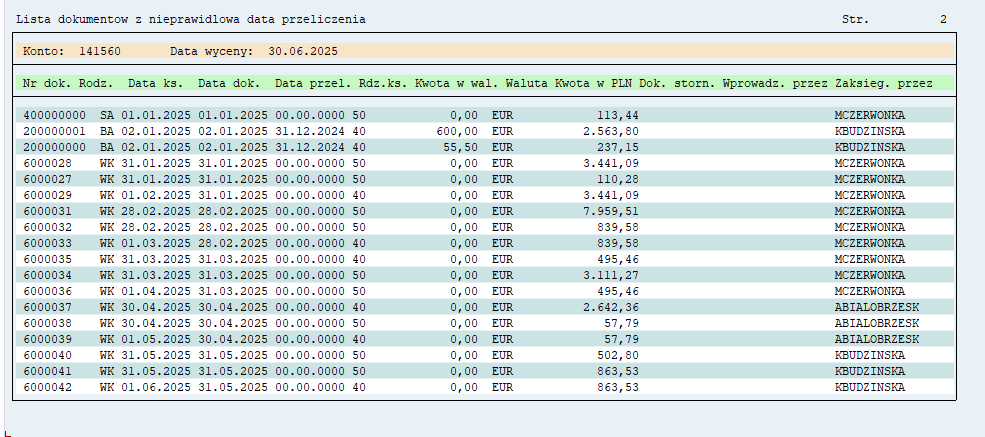 Lista dokumentow z nieprawidlowa data przeliczenia Str. 2
Konto: 141560 Data wyceny: 30.06.2025
Nr dok. Rodz. Data ks. Data dok. Data przel. Rdz.ks. Kwota w wal. Waluta Kwota w PLN Dok. storn. Wprowadz. przez Zaksieg. przez
400000000 SA 01.01.2025 01.01.2025 00.00.0000 50 0,00 EUR 113,44 MCZERWONKA
200000001 BA 02.01.2025 02.01.2025 31.12.2024 40 600,00 EUR 2.563,80 KBUDZINSKA
200000000 BA 02.01.2025 02.01.2025 31.12.2024 40 55,50 EUR 237,15 KBUDZINSKA
6000028 WK 31.01.2025 31.01.2025 00.00.0000 50 0,00 EUR 3.441,09 MCZERWONKA
6000027 WK 31.01.2025 31.01.2025 00.00.0000 50 0,00 EUR 110,28 MCZERWONKA
6000029 WK 01.02.2025 31.01.2025 00.00.0000 40 0,00 EUR 3.441,09 MCZERWONKA
6000031 WK 28.02.2025 28.02.2025 00.00.0000 50 0,00 EUR 7.959,51 MCZERWONKA
6000032 WK 28.02.2025 28.02.2025 00.00.0000 50 0,00 EUR 839,58 MCZERWONKA
6000033 WK 01.03.2025 28.02.2025 00.00.0000 40 0,00 EUR 839,58 MCZERWONKA
6000035 WK 31.03.2025 31.03.2025 00.00.0000 40 0,00 EUR 495,46 MCZERWONKA
6000034 WK 31.03.2025 31.03.2025 00.00.0000 50 0,00 EUR 3.111,27 MCZERWONKA
6000036 WK 01.04.2025 31.03.2025 00.00.0000 50 0,00 EUR 495,46 MCZERWONKA
6000037 WK 30.04.2025 30.04.2025 00.00.0000 40 0,00 EUR 2.642,36 ABIALOBRZESK
6000038 WK 30.04.2025 30.04.2025 00.00.0000 50 0,00 EUR 57,79 ABIALOBRZESK
6000039 WK 01.05.2025 30.04.2025 00.00.0000 40 0,00 EUR 57,79 ABIALOBRZESK
6000040 WK 31.05.2025 31.05.2025 00.00.0000 50 0,00 EUR 502,80 KBUDZINSKA
6000041 WK 31.05.2025 31.05.2025 00.00.0000 50 0,00 EUR 863,53 KBUDZINSKA
6000042 WK 01.06.2025 31.05.2025 00.00.0000 40 0,00 EUR 863,53 KBUDZINSKA